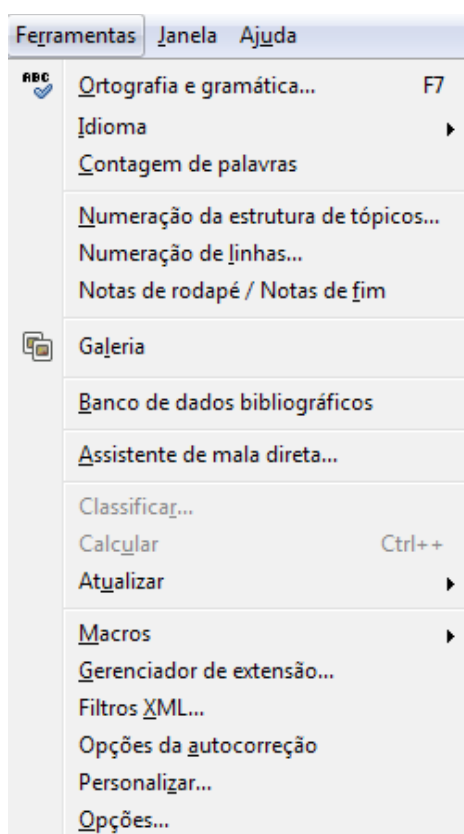 Ferramentas Janela Ajuda
ABC Ortografia e gramática... F7
Idioma
Contagem de palavras
Numeração da estrutura de tópicos...
Numeração de linhas...
Notas de rodapé / Notas de fim
Galeria
Banco de dados bibliográficos
Assistente de mala direta...
Classificar...
Calcular Ctrl++
Atualizar
Macros
Gerenciador de extensão...
Filtros XML...
Opções da autocorreção
Personalizar...
Opções...